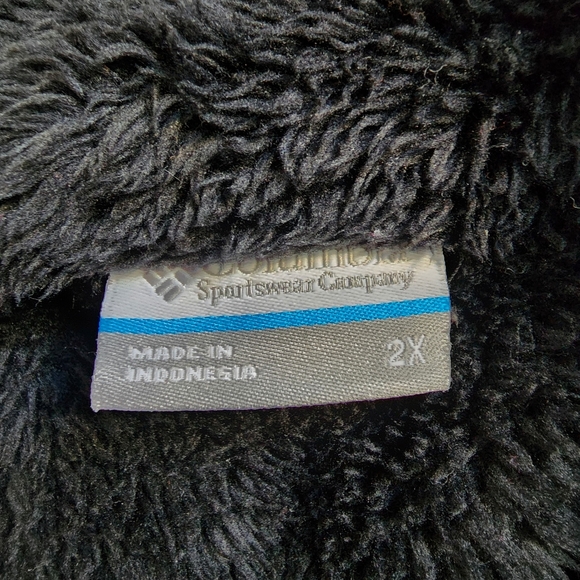 Columbia
Sportswear Company
MADE IN
INDONESIA
2X